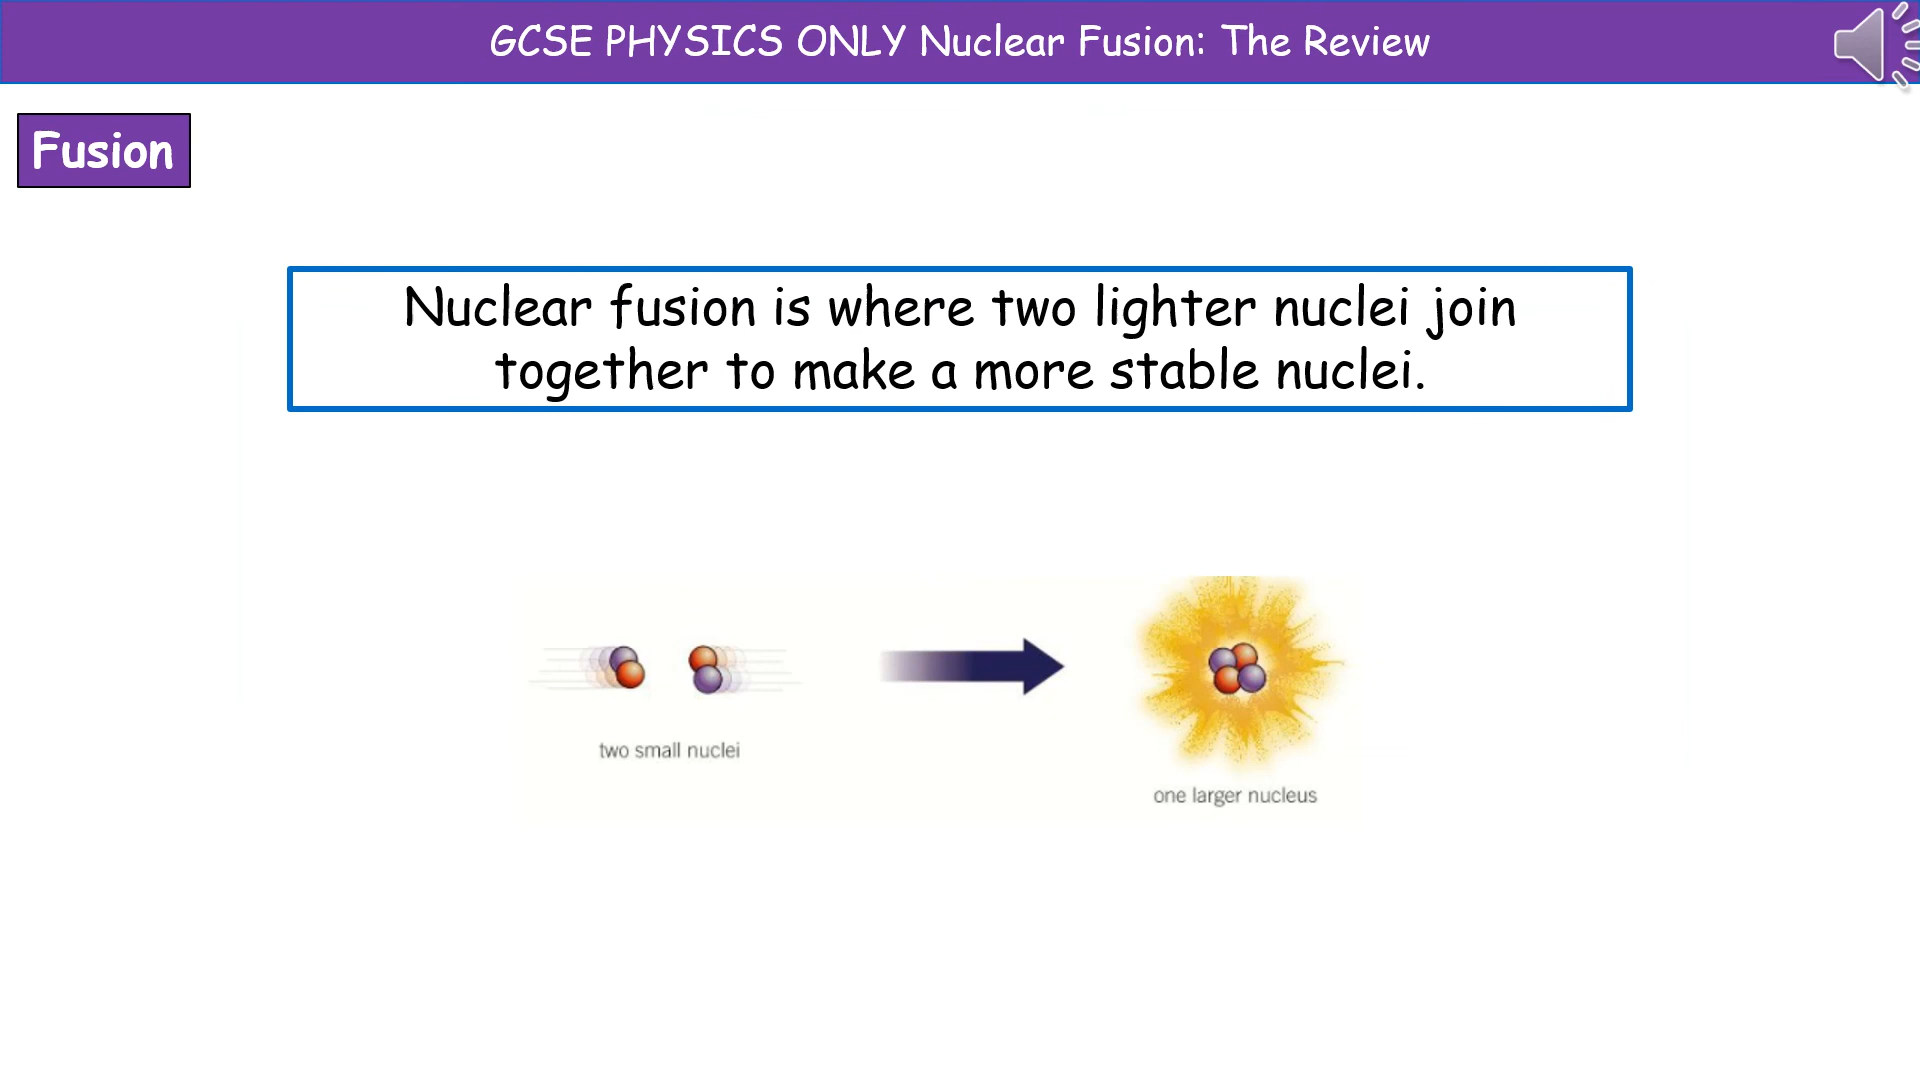 GCSE PHYSICS ONLY Nuclear Fusion: The Review
Fusion
Nuclear fusion is where two lighter nuclei join
together to make a more stable nuclei.
two small nuclei
one larger nucleus